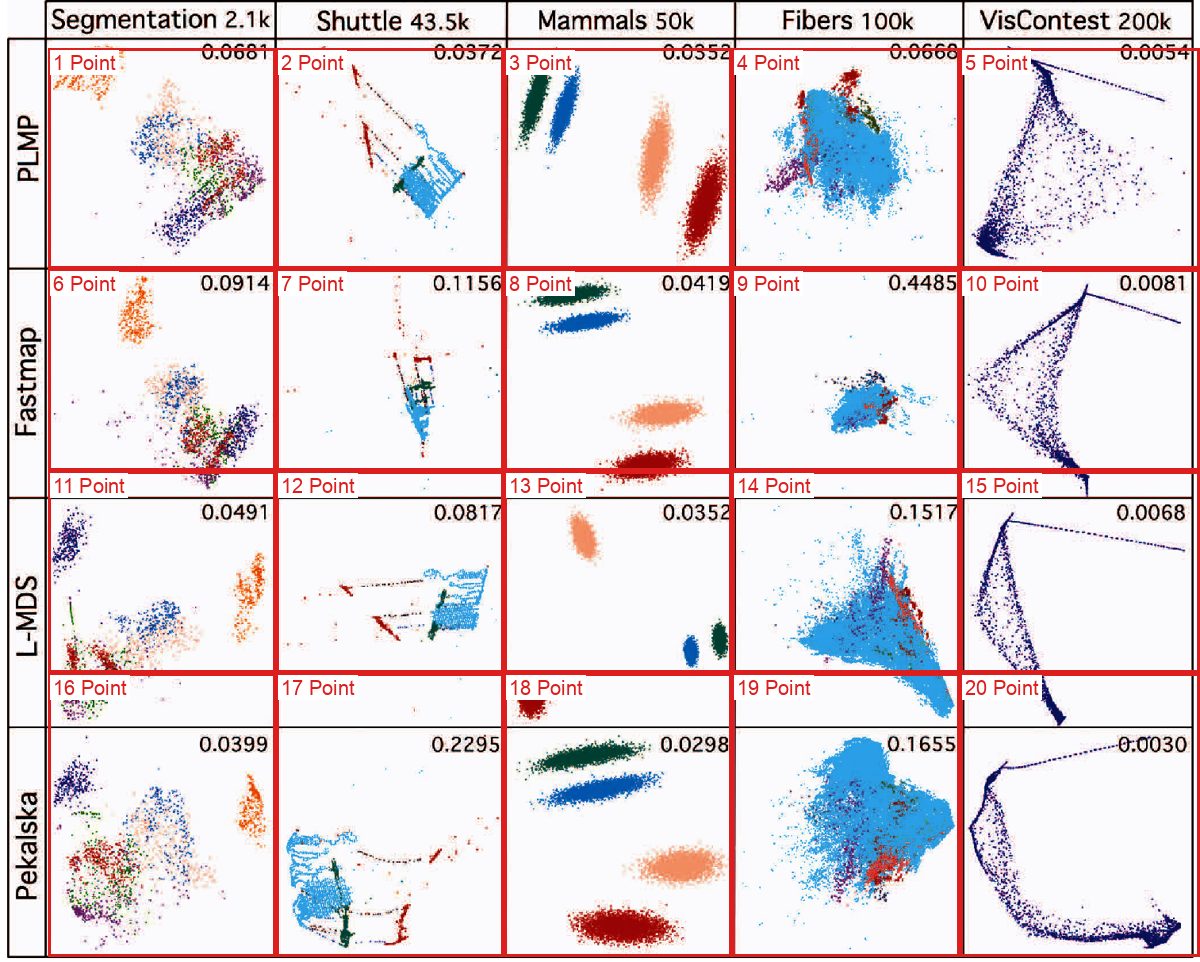 Segmentation 2.1k Shuttle 43.5k Mammals 50k Fibers 100k VisContest 200k
PLMP
0.0681 0.0372 0.0352 0.0668 0.0054
1 Point 2 Point 3 Point 4 Point 5 Point
Fastmap
6 Point 7 Point 8 Point 9 Point 10 Point
0.0914 0.1156 0.0419 0.4485 0.0081
11 Point 12 Point 13 Point 14 Point 15 Point
L-MDS
0.0491 0.0817 0.0352 0.1517 0.0068
16 Point 17 Point 18 Point 19 Point 20 Point
Pekalska
0.0399 0.2295 0.0298 0.1655 0.0030